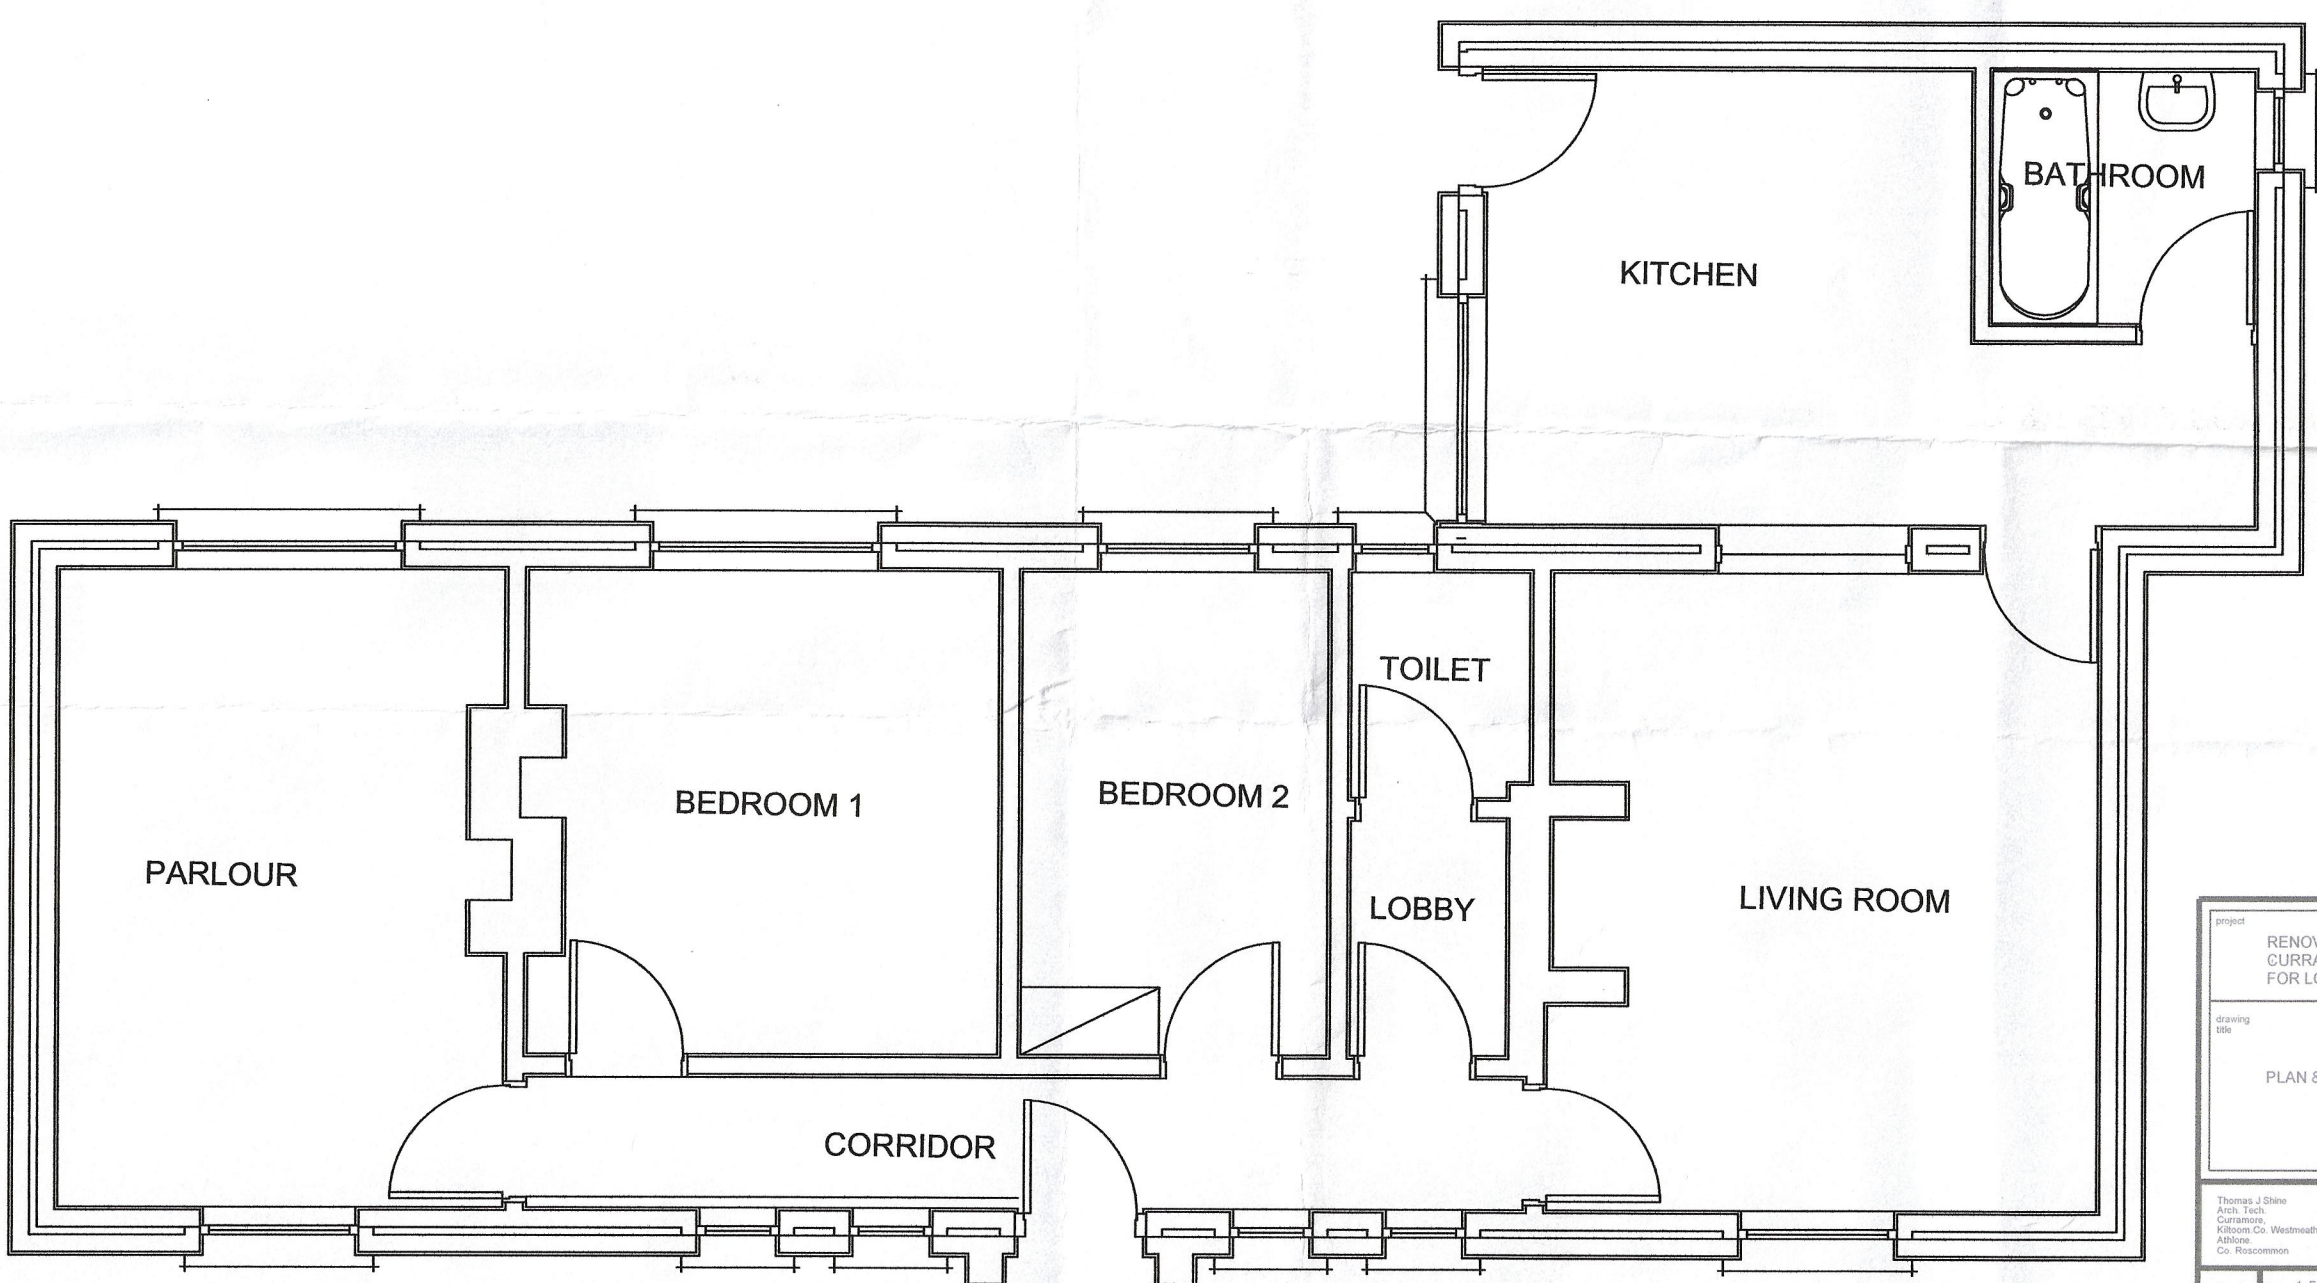 BATHROOM
KITCHEN
TOILET
BEDROOM 1
BEDROOM 2
PARLOUR
LOBBY
LIVING ROOM
CORRIDOR
project
RENOV
CURRA
FOR LO
drawing
title
PLAN &
Thomas J Shine
Arch. Tech.
Curramore,
Kiltoom.Co. Westmeath
Athlone.
Co. Roscommon